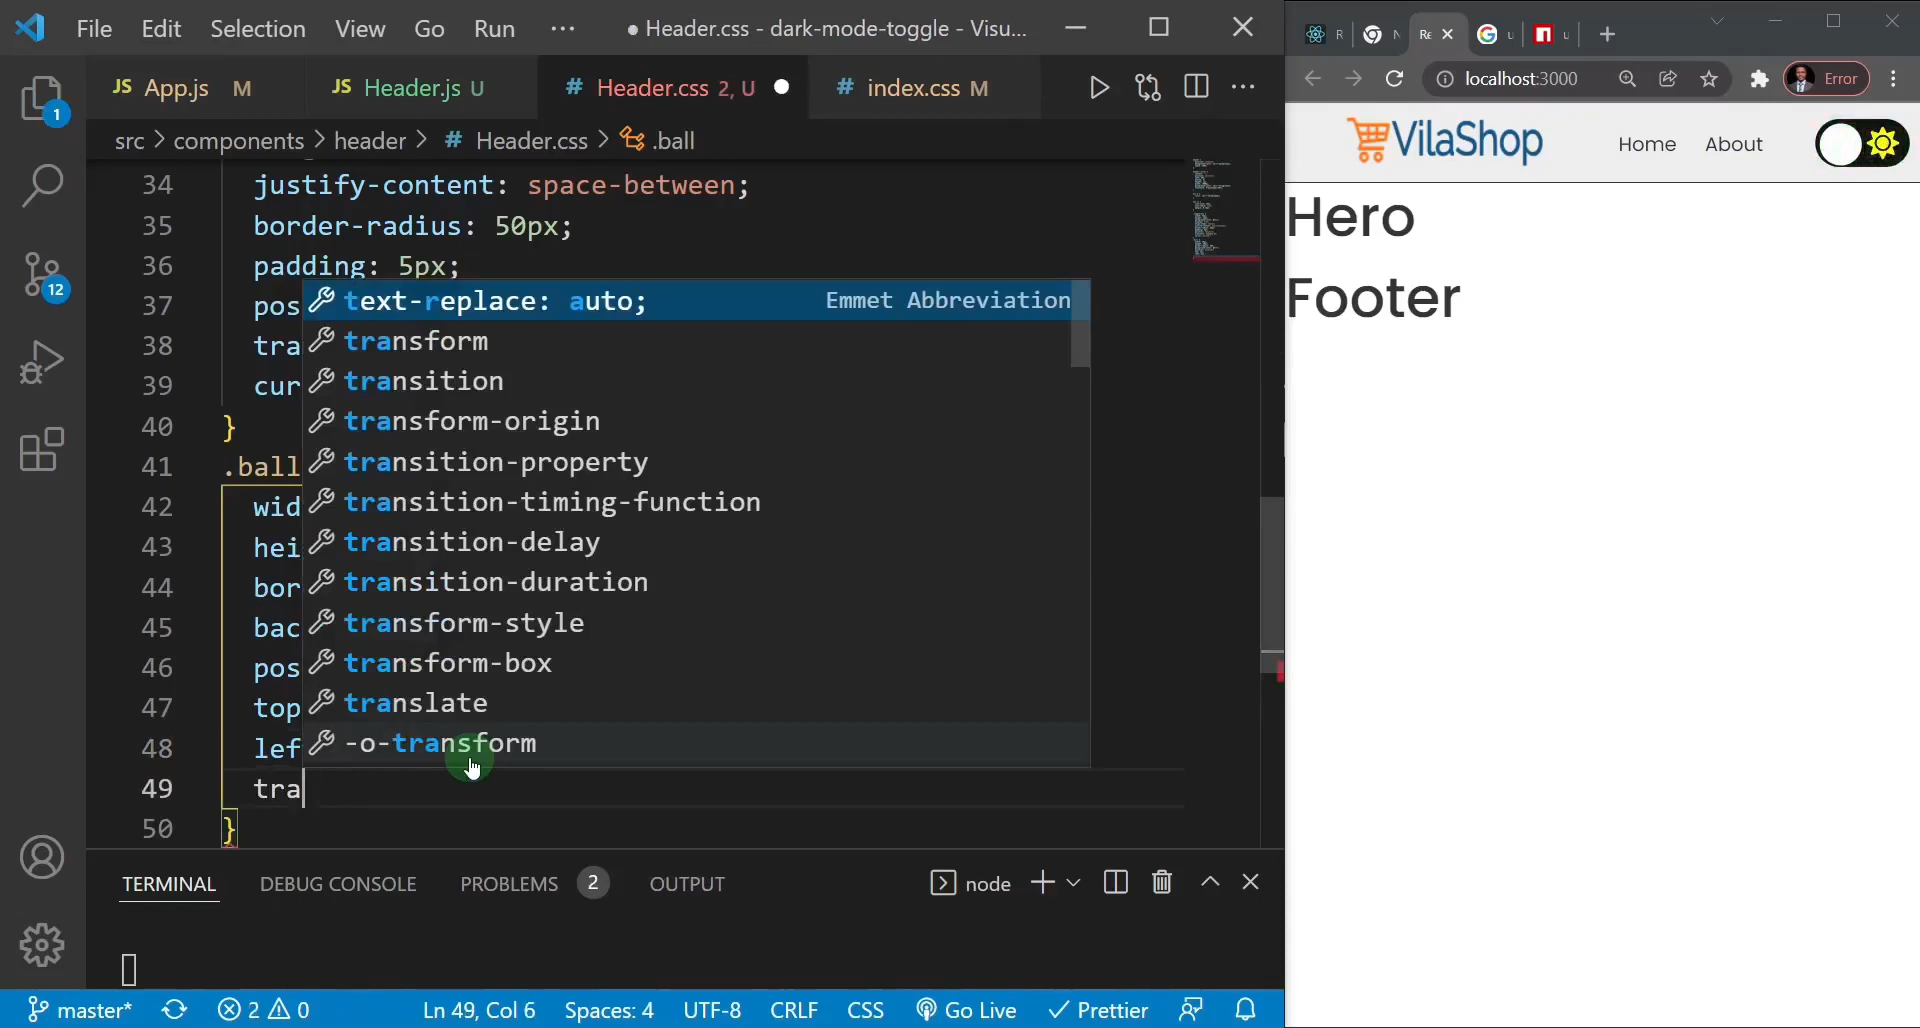 File Edit Selection View Go Run ··· ● Header.css - dark-mode-toggle - Visu...
JS App.js M
JS Header.js U
# Header.css 2, U ●
# index.css M
src > components > header > # Header.css > .ball
34 justify-content: space-between;
35 border-radius: 50px;
36 padding: 5px;
37 pos
38 tra
39 cur
40 }
41 .ball
42 wid
43 hei
44 bor
45 bac
46 pos
47 top
48 lef
49 tra
50 }
text-replace: auto; Emmet Abbreviation
transform
transition
transform-origin
transition-property
transition-timing-function
transition-delay
transition-duration
transform-style
transform-box
translate
-o-transform
1
12
TERMINAL DEBUG CONSOLE PROBLEMS 2 OUTPUT
node
master* 2 0 Ln 49, Col 6 Spaces: 4 UTF-8 CRLF CSS Go Live Prettier
localhost:3000
Error
VilaShop Home About
Hero
Footer